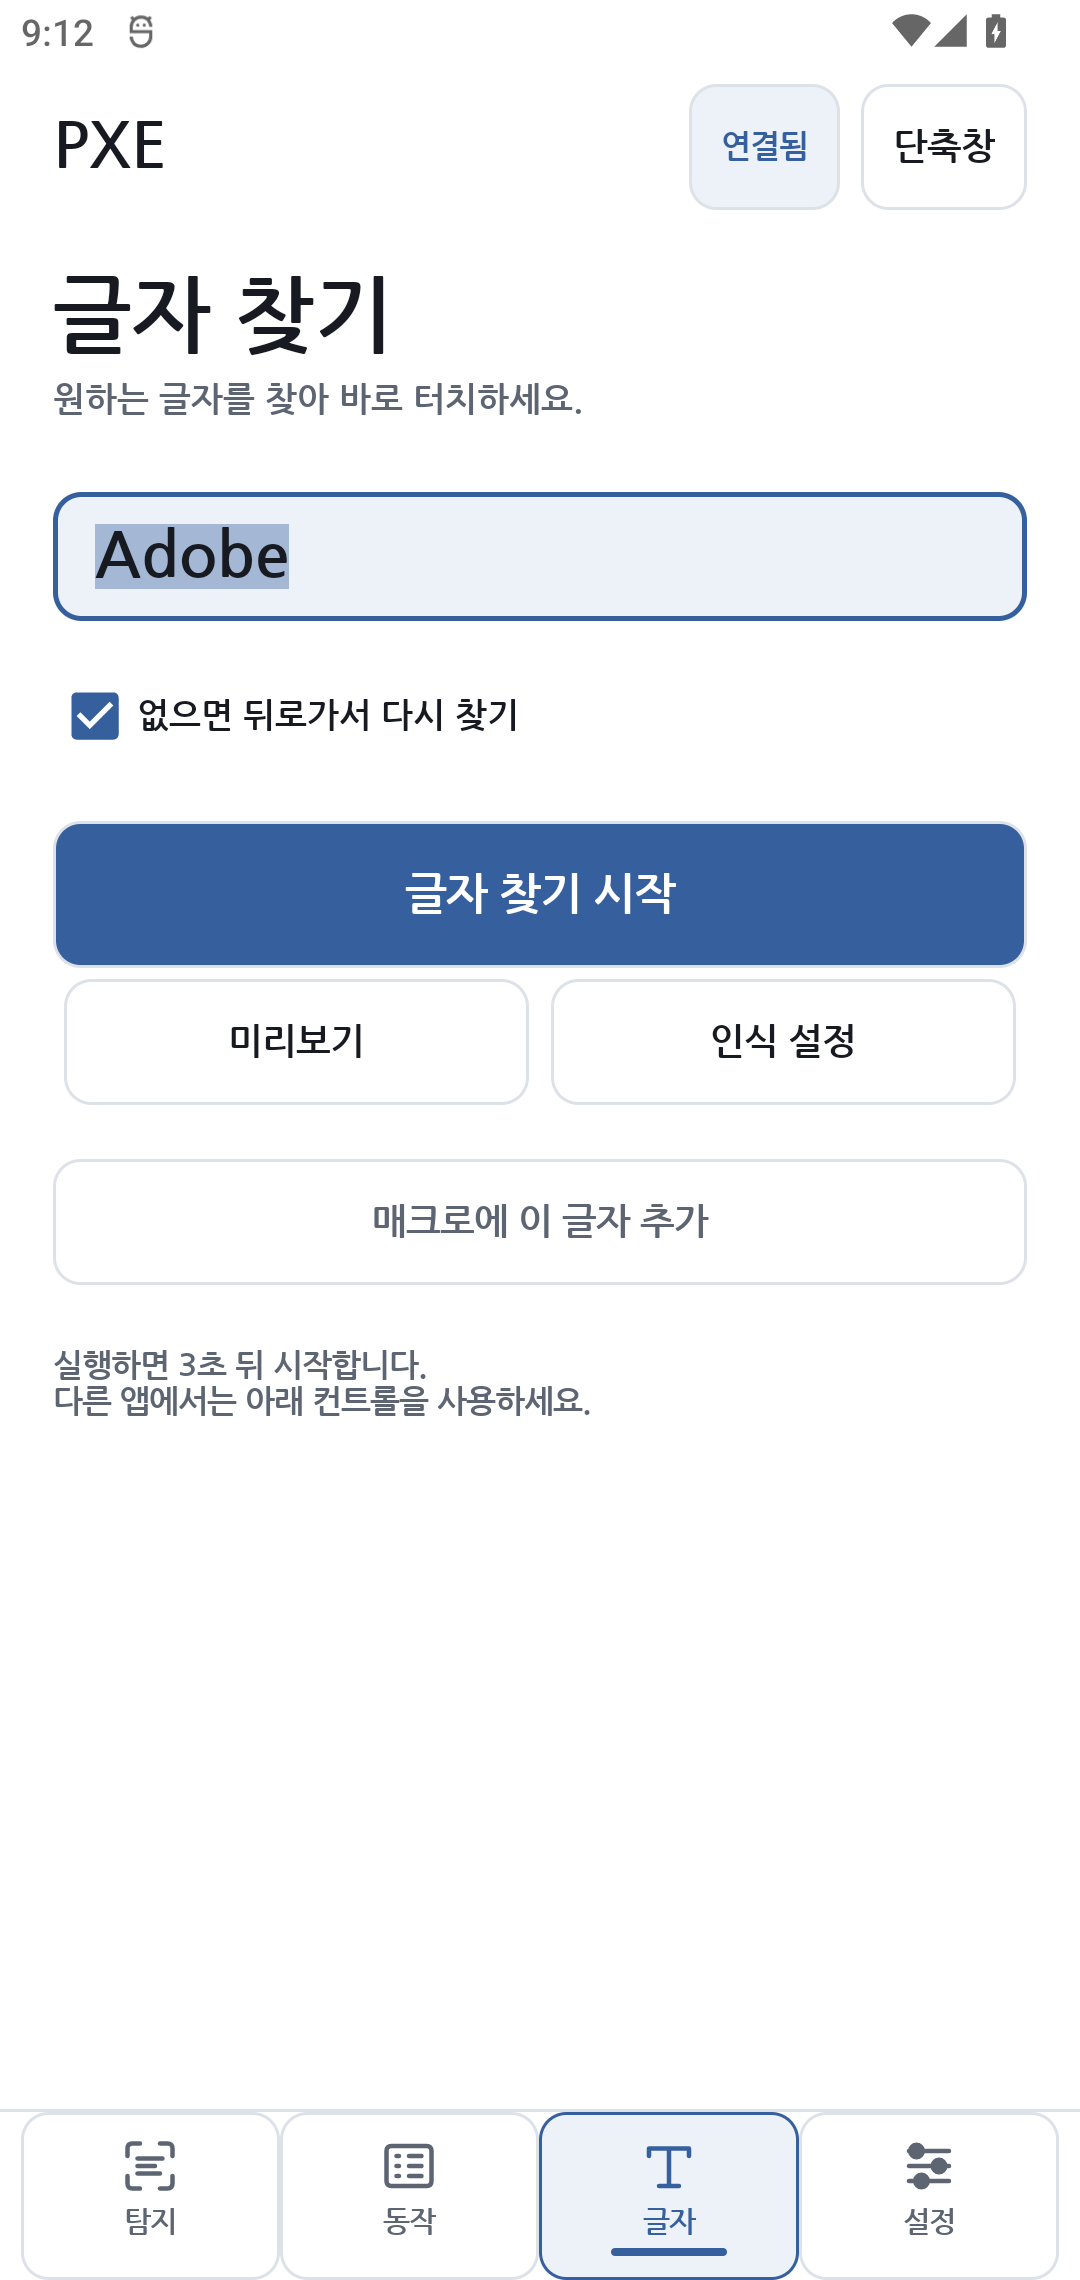 9:12
PXE
연결됨
단축창
글자 찾기
원하는 글자를 찾아 바로 터치하세요.
Adobe
없으면 뒤로가서 다시 찾기
글자 찾기 시작
미리보기
인식 설정
매크로에 이 글자 추가
실행하면 3초 뒤 시작합니다.
다른 앱에서는 아래 컨트롤을 사용하세요.
탐지
동작
글자
설정